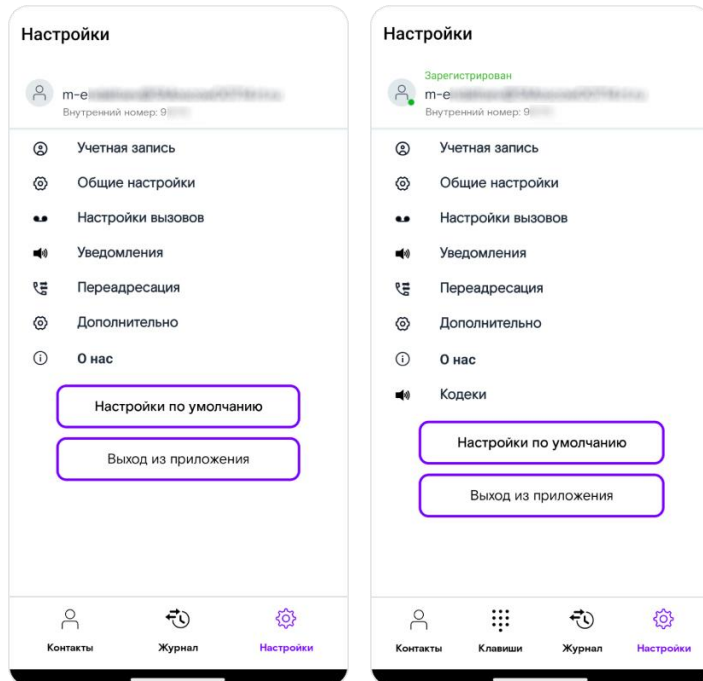 Настройки
m-e
Внутренний номер: 9
Учетная запись
Общие настройки
Настройки вызовов
Уведомления
Переадресация
Дополнительно
О нас
Настройки по умолчанию
Выход из приложения
Контакты
Журнал
Настройки
Настройки
Зарегистрирован
m-e
Внутренний номер: 9
Учетная запись
Общие настройки
Настройки вызовов
Уведомления
Переадресация
Дополнительно
О нас
Кодеки
Настройки по умолчанию
Выход из приложения
Контакты
Клавиши
Журнал
Настройки